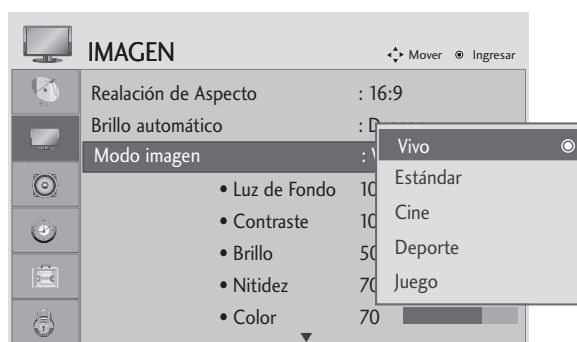 IMAGEN
Mover Ingresar
Realación de Aspecto : 16:9
Brillo automático :
Modo imagen :
• Luz de Fondo
• Contraste
• Brillo
• Nitidez
• Color 70
Vivo
Estándar
Cine
Deporte
Juego